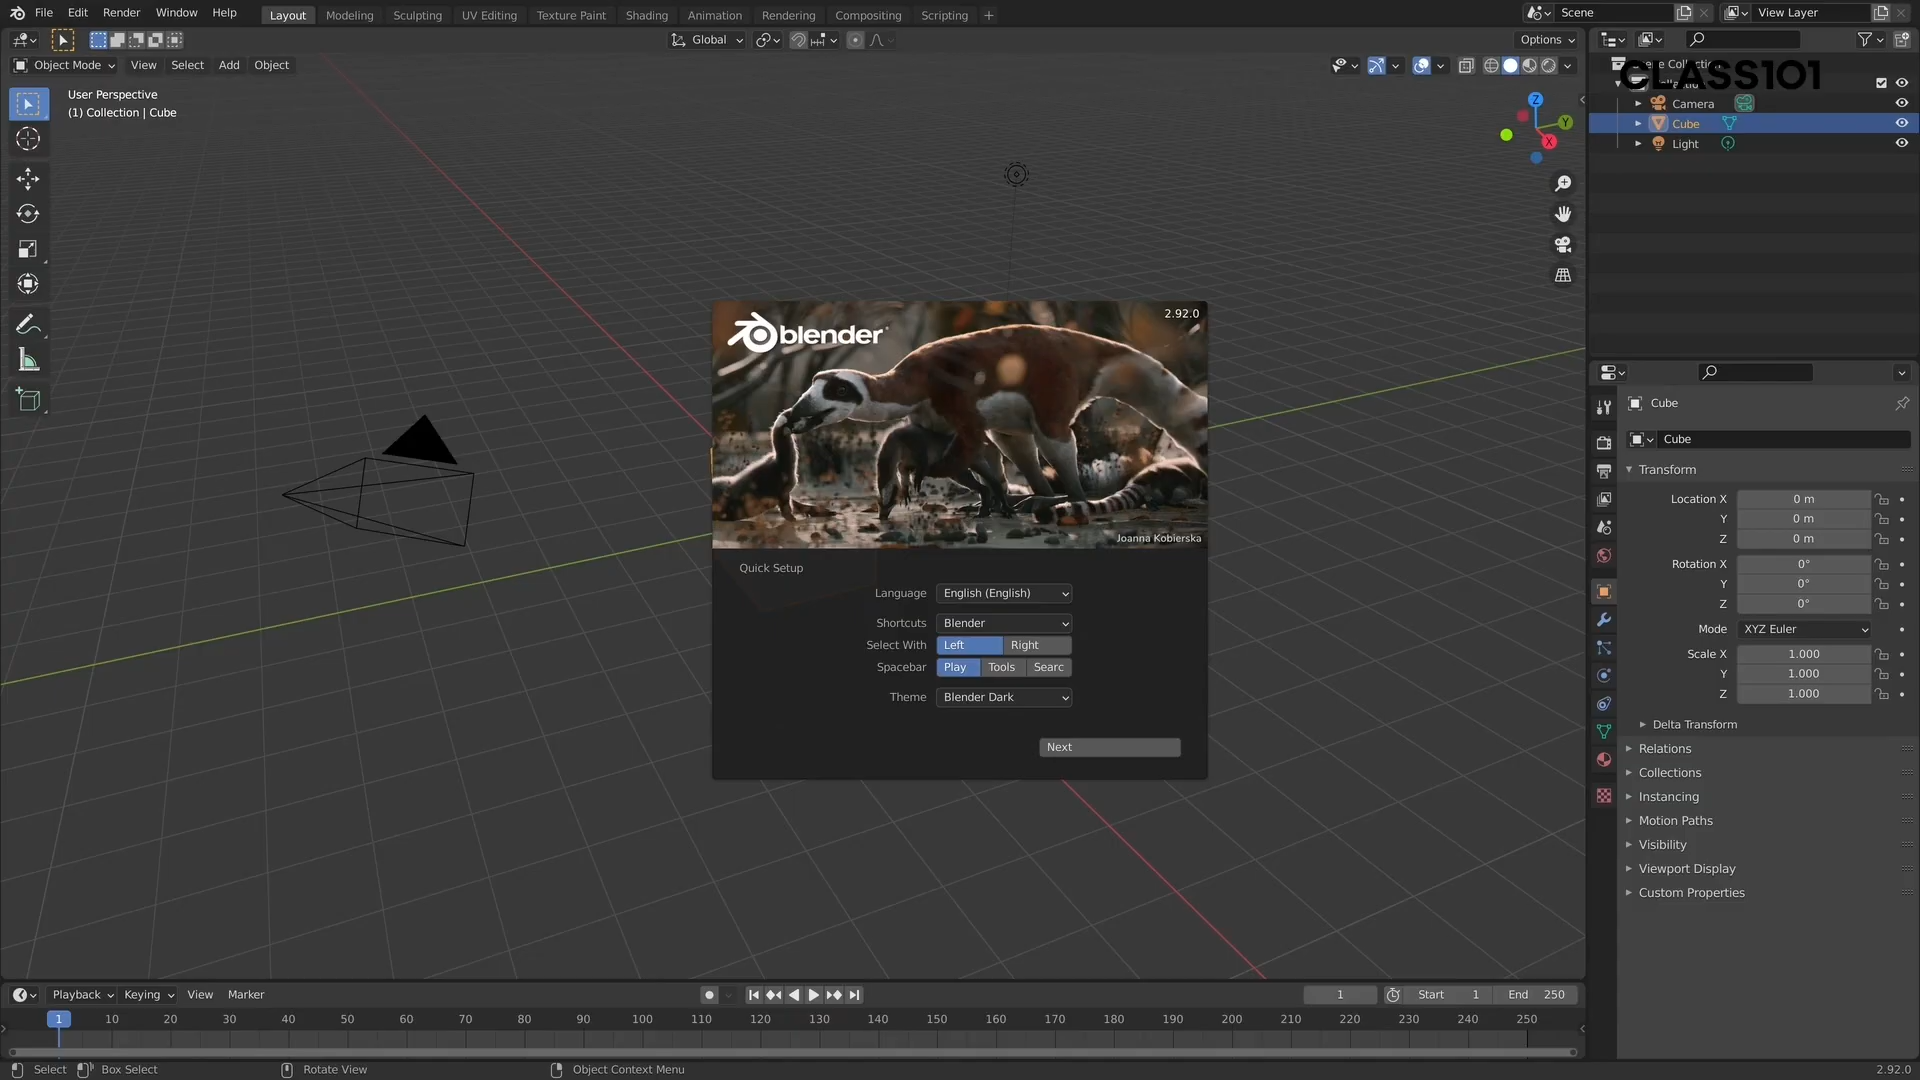 File Edit Render Window Help Layout Modeling Sculpting UV Editing Texture Paint Shading Animation Rendering Compositing Scripting Scene View Layer
Global Options
Object Mode View Select Add Object
CLASS101
User Perspective
(1) Collection | Cube
Z
Y
X
Camera
Cube
Light
blender
2.92.0
Joanna Kobierska
Quick Setup
Language English (English)
Shortcuts Blender
Select With Left Right
Spacebar Play Tools Searc
Theme Blender Dark
Next
Cube
Cube
Transform
Location X 0 m
Y 0 m
Z 0 m
Rotation X 0°
Y 0°
Z 0°
Mode XYZ Euler
Scale X 1.000
Y 1.000
Z 1.000
Delta Transform
Relations
Collections
Instancing
Motion Paths
Visibility
Viewport Display
Custom Properties
Playback Keying View Marker 1 Start 1 End 250
1 10 20 30 40 50 60 70 80 90 100 110 120 130 140 150 160 170 180 190 200 210 220 230 240 250
Select Box Select Rotate View Object Context Menu 2.92.0